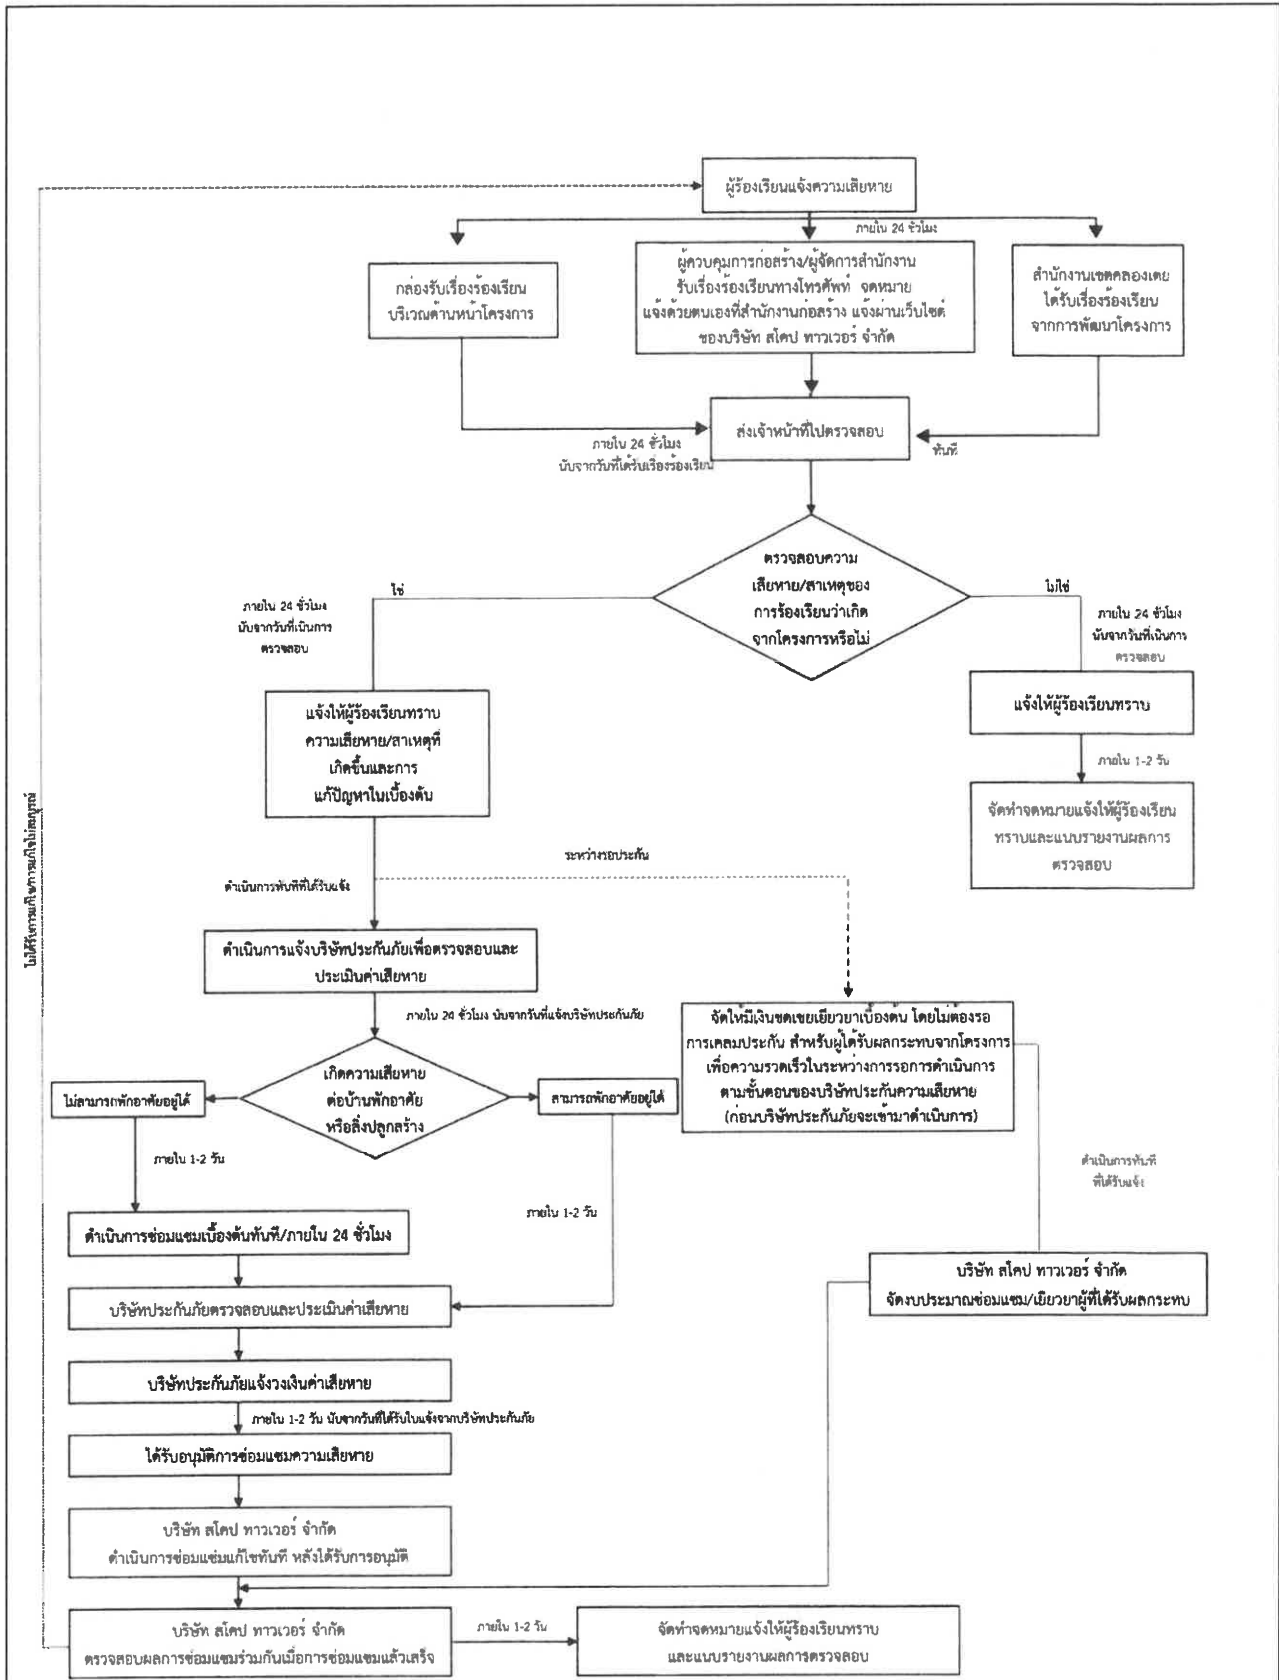 ผู้ร้องเรียนแจ้งความเสียหาย
ภายใน 24 ชั่วโมง
กล่องรับเรื่องร้องเรียน
บริเวณด้านหน้าโครงการ
ผู้ควบคุมการก่อสร้าง/ผู้จัดการสำนักงาน
รับเรื่องร้องเรียนทางโทรศัพท์ จดหมาย
แจ้งด้วยตนเองที่สำนักงานก่อสร้าง แจ้งผ่านเว็บไซต์
ของบริษัท สโคป ทาวเวอร์ จำกัด
สำนักงานเขตคลองเตย
ได้รับเรื่องร้องเรียน
จากการพัฒนาโครงการ
ส่งเจ้าหน้าที่ไปตรวจสอบ
ภายใน 24 ชั่วโมง
นับจากวันที่ได้รับเรื่องร้องเรียน
ทันที
ตรวจสอบความ
เสียหาย/สาเหตุของ
การร้องเรียนว่าเกิด
จากโครงการหรือไม่
ใช่
ไม่ใช่
ภายใน 24 ชั่วโมง
นับจากวันที่เนินการ
ตรวจสอบ
ภายใน 24 ชั่วโมง
นับจากวันที่เนินการ
ตรวจสอบ
แจ้งให้ผู้ร้องเรียนทราบ
ความเสียหาย/สาเหตุที่
เกิดขึ้นและการ
แก้ปัญหาในเบื้องต้น
แจ้งให้ผู้ร้องเรียนทราบ
ภายใน 1-2 วัน
จัดทำจดหมายแจ้งให้ผู้ร้องเรียน
ทราบและแนบรายงานผลการ
ตรวจสอบ
ระหว่างรอประกัน
ดำเนินการทันทีที่ได้รับแจ้ง
ไม่ได้รับการแก้ไข/การแก้ไขไม่สมบูรณ์
ดำเนินการแจ้งบริษัทประกันภัยเพื่อตรวจสอบและ
ประเมินค่าเสียหาย
ภายใน 24 ชั่วโมง นับจากวันที่แจ้งบริษัทประกันภัย
จัดให้มีเงินชดเชยเยียวยาเบื้องต้น โดยไม่ต้องรอ
การเคลมประกัน สำหรับผู้ได้รับผลกระทบจากโครงการ
เพื่อความรวดเร็วในระหว่างการรอการดำเนินการ
ตามขั้นตอนของบริษัทประกันความเสียหาย
(ก่อนบริษัทประกันภัยจะเข้ามาดำเนินการ)
เกิดความเสียหาย
ต่อบ้านพักอาศัย
หรือสิ่งปลูกสร้าง
ไม่สามารถพักอาศัยอยู่ได้
สามารถพักอาศัยอยู่ได้
ภายใน 1-2 วัน
ภายใน 1-2 วัน
ดำเนินการทันที
ที่ได้รับแจ้ง
ดำเนินการซ่อมแซมเบื้องต้นทันที/ภายใน 24 ชั่วโมง
บริษัทประกันภัยตรวจสอบและประเมินค่าเสียหาย
บริษัท สโคป ทาวเวอร์ จำกัด
จัดงบประมาณซ่อมแซม/เยียวยาผู้ที่ได้รับผลกระทบ
บริษัทประกันภัยแจ้งวงเงินค่าเสียหาย
ภายใน 1-2 วัน นับจากวันที่ได้รับใบแจ้งจากบริษัทประกันภัย
ได้รับอนุมัติการซ่อมแซมความเสียหาย
บริษัท สโคป ทาวเวอร์ จำกัด
ดำเนินการซ่อมแซ่มแก้ไขทันที หลังได้รับการอนุมัติ
บริษัท สโคป ทาวเวอร์ จำกัด
ตรวจสอบผลการซ่อมแซมร่วมกันเมื่อการซ่อมแซมแล้วเสร็จ
ภายใน 1-2 วัน
จัดทำจดหมายแจ้งให้ผู้ร้องเรียนทราบ
และแนบรายงานผลการตรวจสอบ